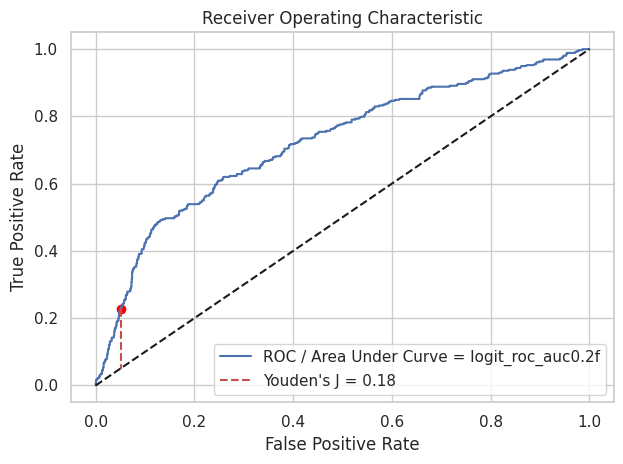 Receiver Operating Characteristic
True Positive Rate
1.0
0.8
0.6
0.4
0.2
0.0
ROC / Area Under Curve = logit_roc_auc0.2f
Youden's J = 0.18
0.0 0.2 0.4 0.6 0.8 1.0
False Positive Rate